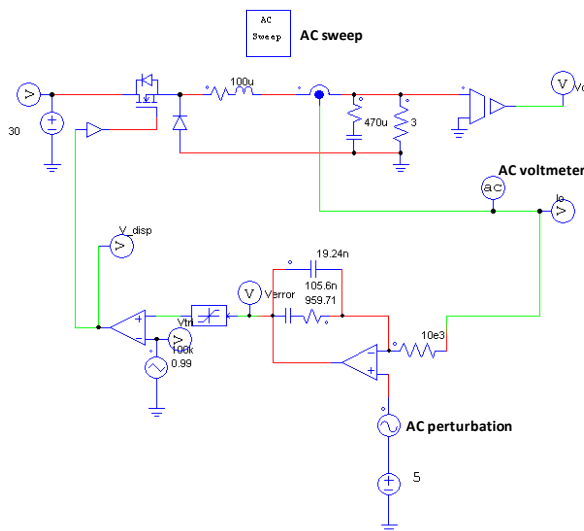 AC
Sweep
AC sweep
100u
V
Vo
30
470u
3
AC voltmeter
ac
Io
V
V_disp
V
19.24n
105.6n
959.71
V
Verror
Vtri
V
100k
0.99
10e3
AC perturbation
5